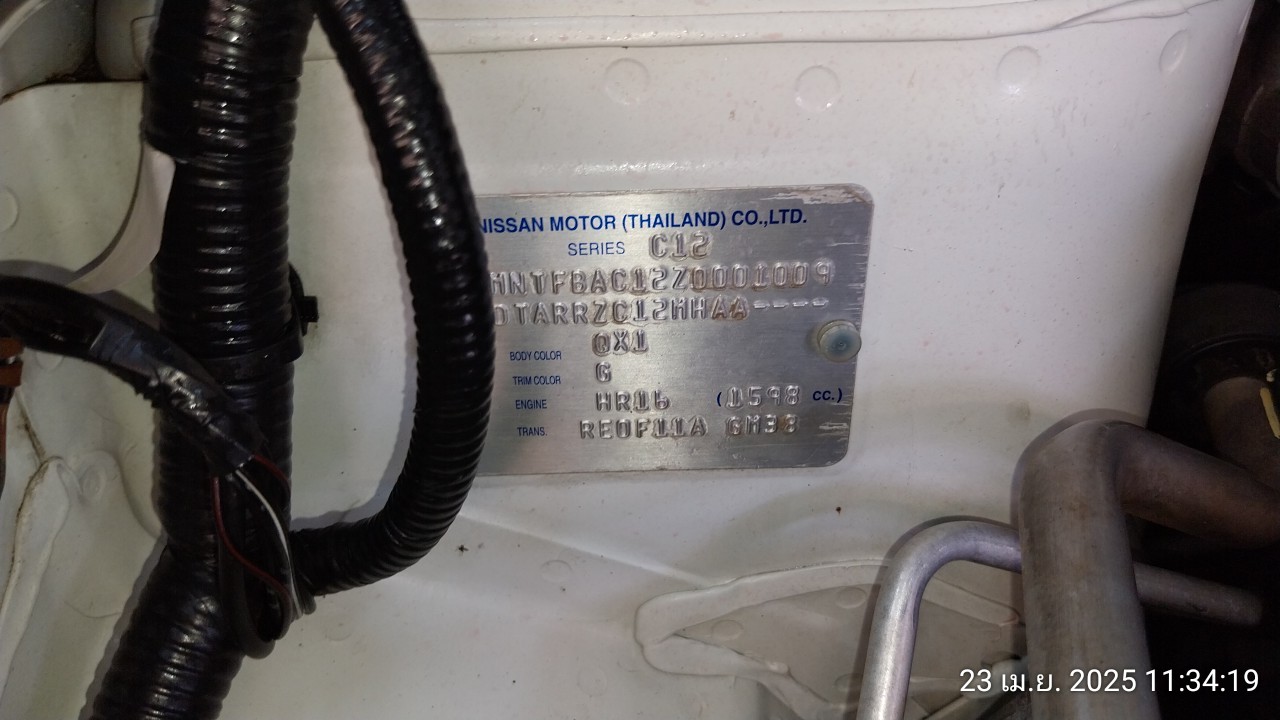 NISSAN MOTOR (THAILAND) CO.,LTD.
SERIES C12
MNTFBAC12Z0001009
DTARRZC12MHAA----
BODY COLOR QX1
TRIM COLOR G
ENGINE HR16 (1598 CC.)
TRANS. RE0F11A GM38
23 เม.ย. 2025 11:34:19